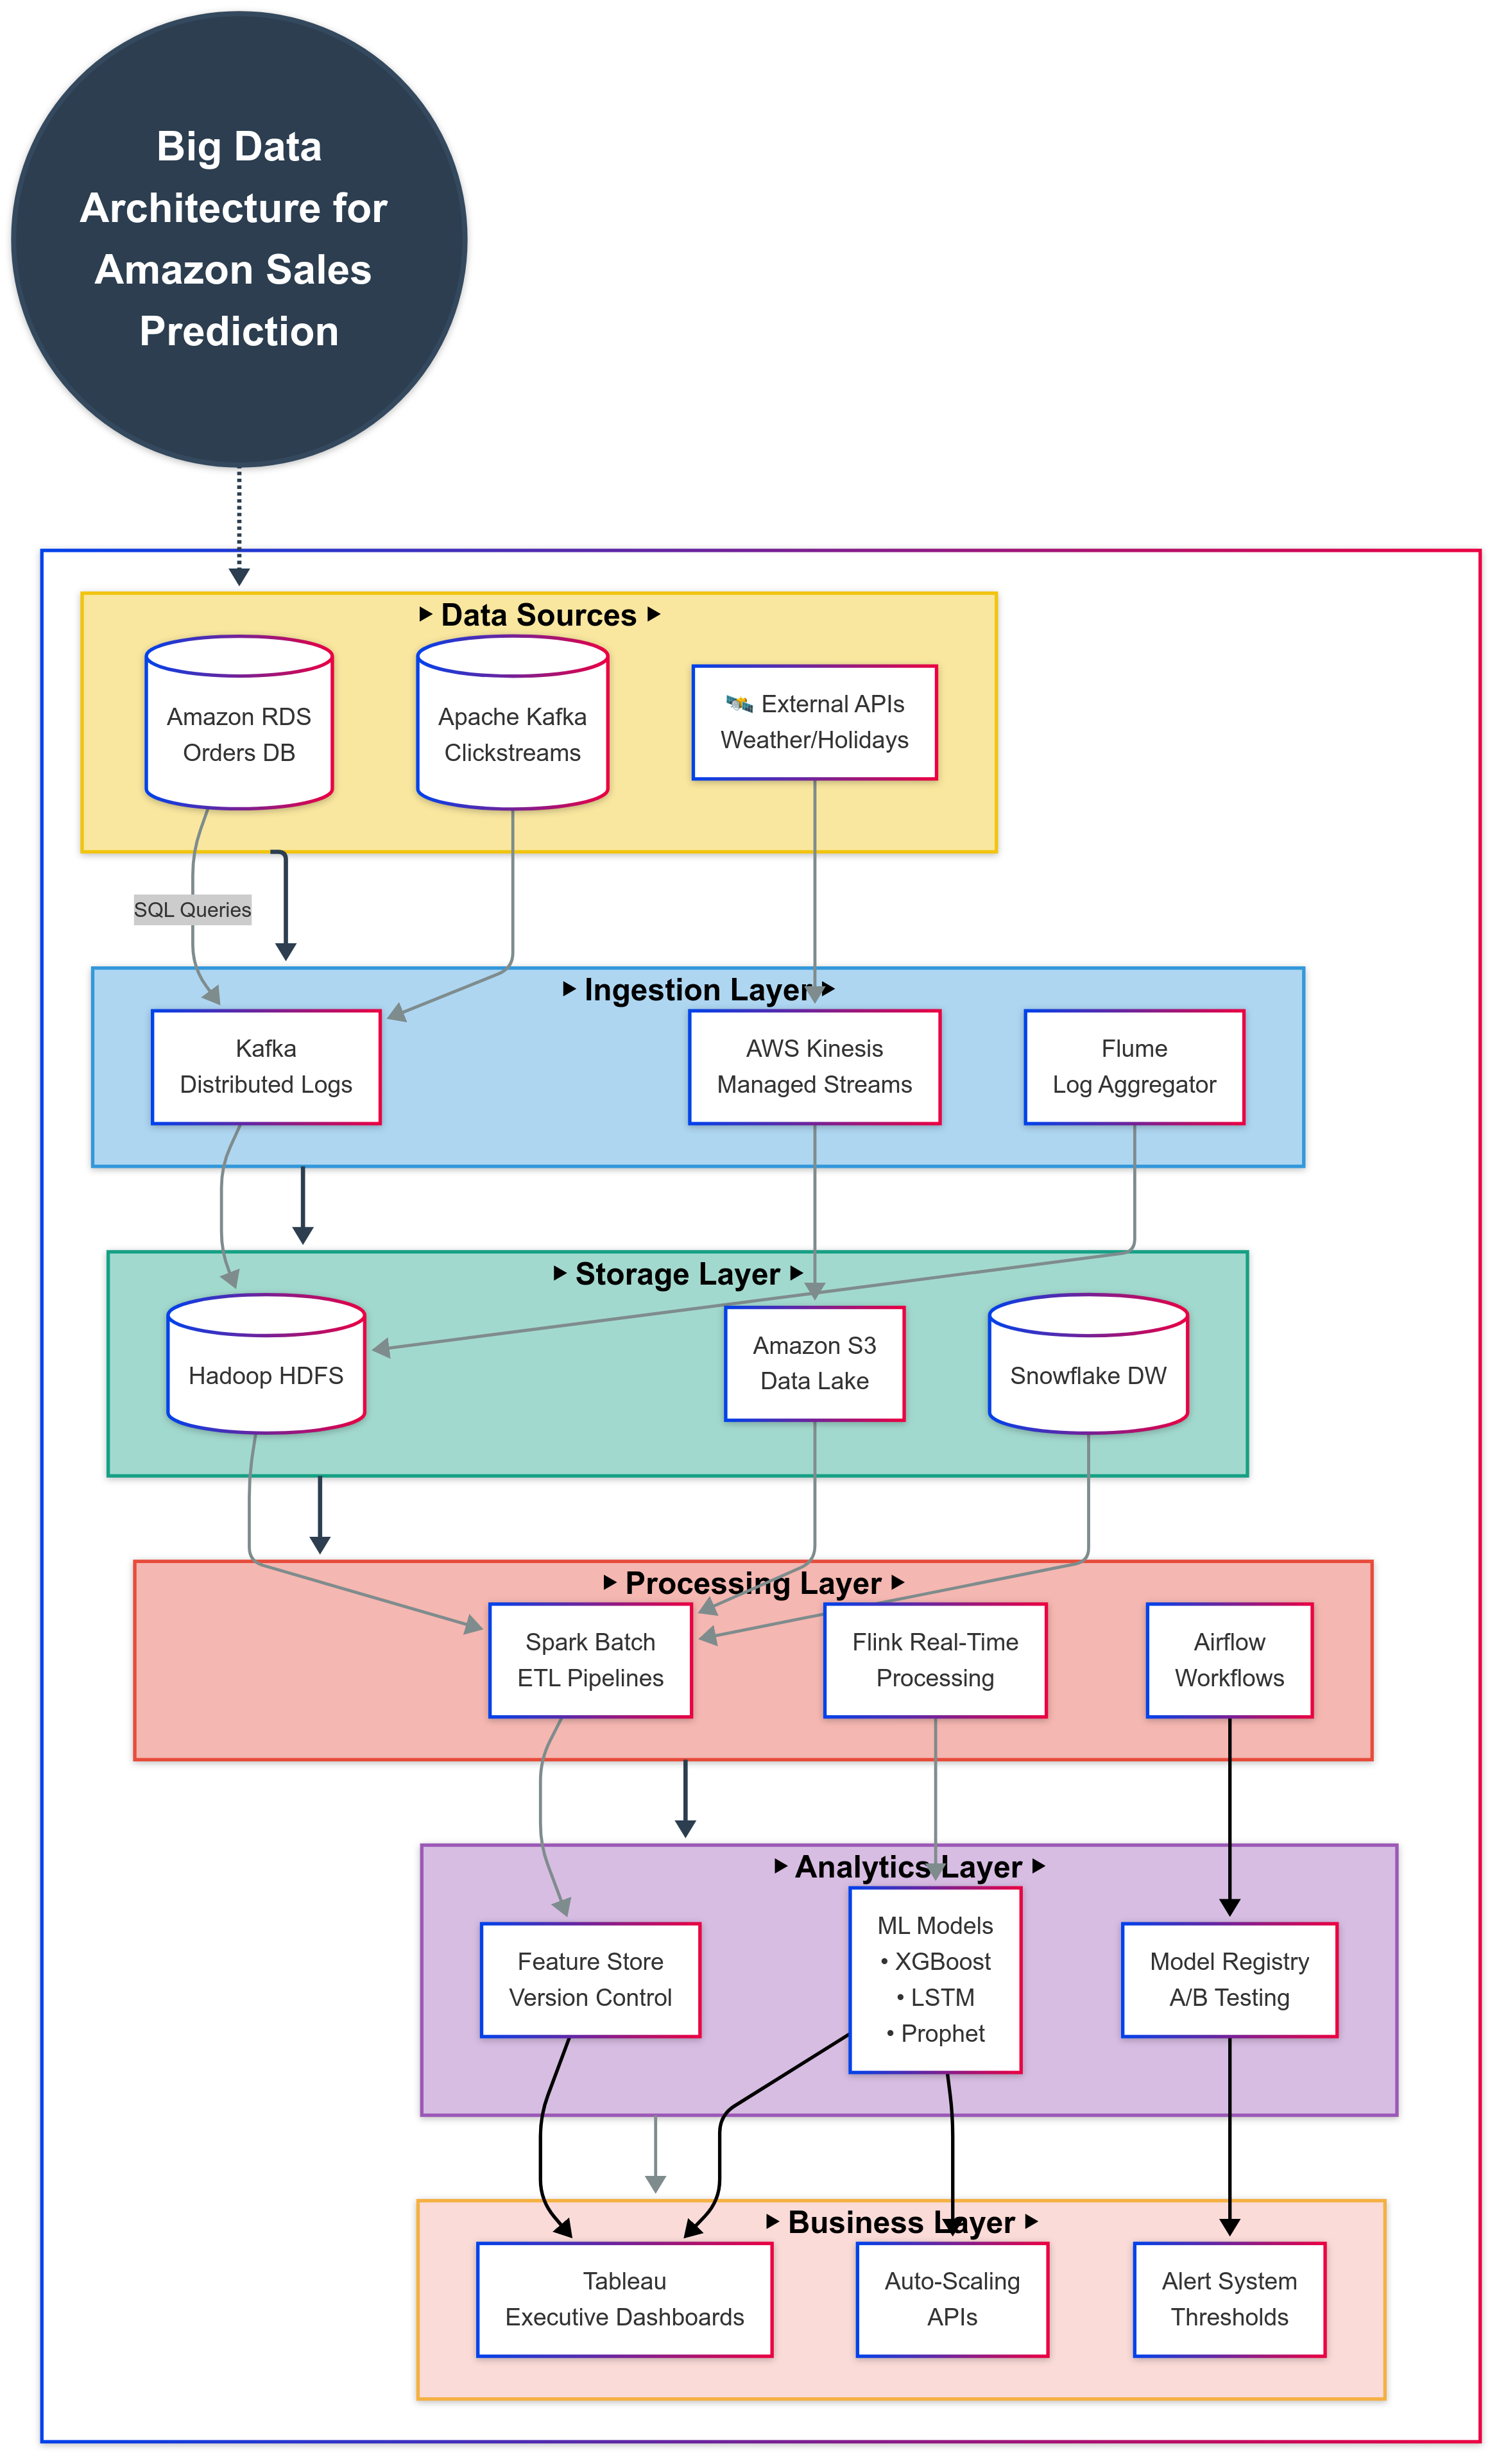 Big Data
Architecture for
Amazon Sales
Prediction
▶ Data Sources ▶
Amazon RDS
Orders DB
Apache Kafka
Clickstreams
🛰️ External APIs
Weather/Holidays
SQL Queries
▶ Ingestion Layer ▶
Kafka
Distributed Logs
AWS Kinesis
Managed Streams
Flume
Log Aggregator
▶ Storage Layer ▶
Hadoop HDFS
Amazon S3
Data Lake
Snowflake DW
▶ Processing Layer ▶
Spark Batch
ETL Pipelines
Flink Real-Time
Processing
Airflow
Workflows
▶ Analytics Layer ▶
Feature Store
Version Control
ML Models
• XGBoost
• LSTM
• Prophet
Model Registry
A/B Testing
▶ Business Layer ▶
Tableau
Executive Dashboards
Auto-Scaling
APIs
Alert System
Thresholds